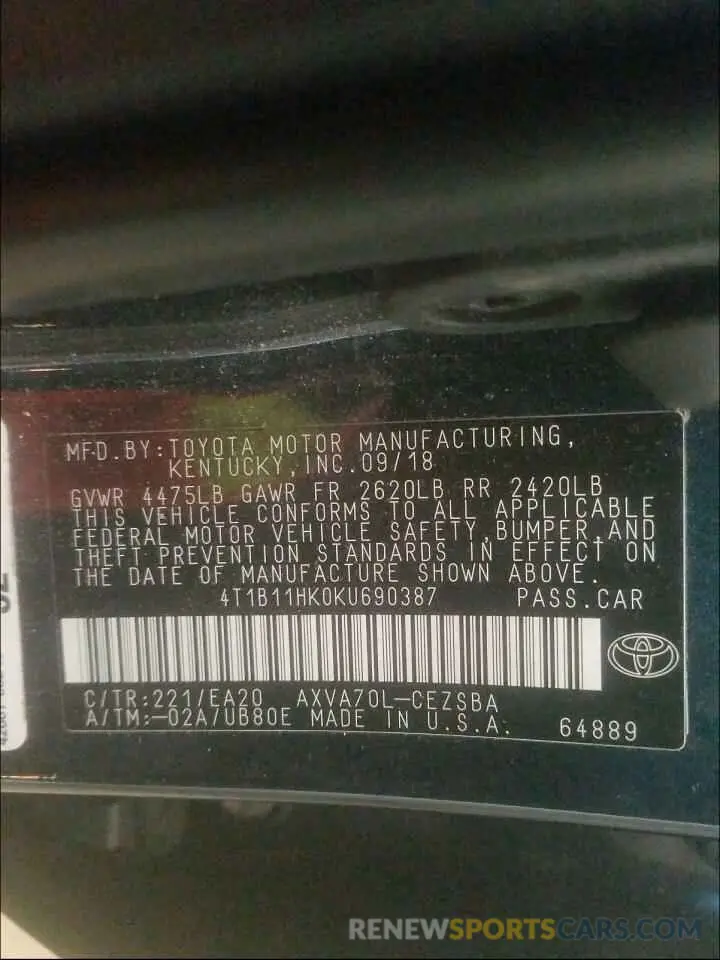 MFD.BY:TOYOTA MOTOR MANUFACTURING,
KENTUCKY,INC.09/18
GVWR 4475LB GAWR FR 2620LB RR 2420LB
THIS VEHICLE CONFORMS TO ALL APPLICABLE
FEDERAL MOTOR VEHICLE SAFETY,BUMPER,AND
THEFT PREVENTION STANDARDS IN EFFECT ON
THE DATE OF MANUFACTURE SHOWN ABOVE.
4T1B11HK0KU690387 PASS.CAR
C/TR:221/EA20 AXVA70L-CEZSBA
A/TM:-02A/UB80E MADE IN U.S.A.
64889
RENEWSPORTSCARS.COM